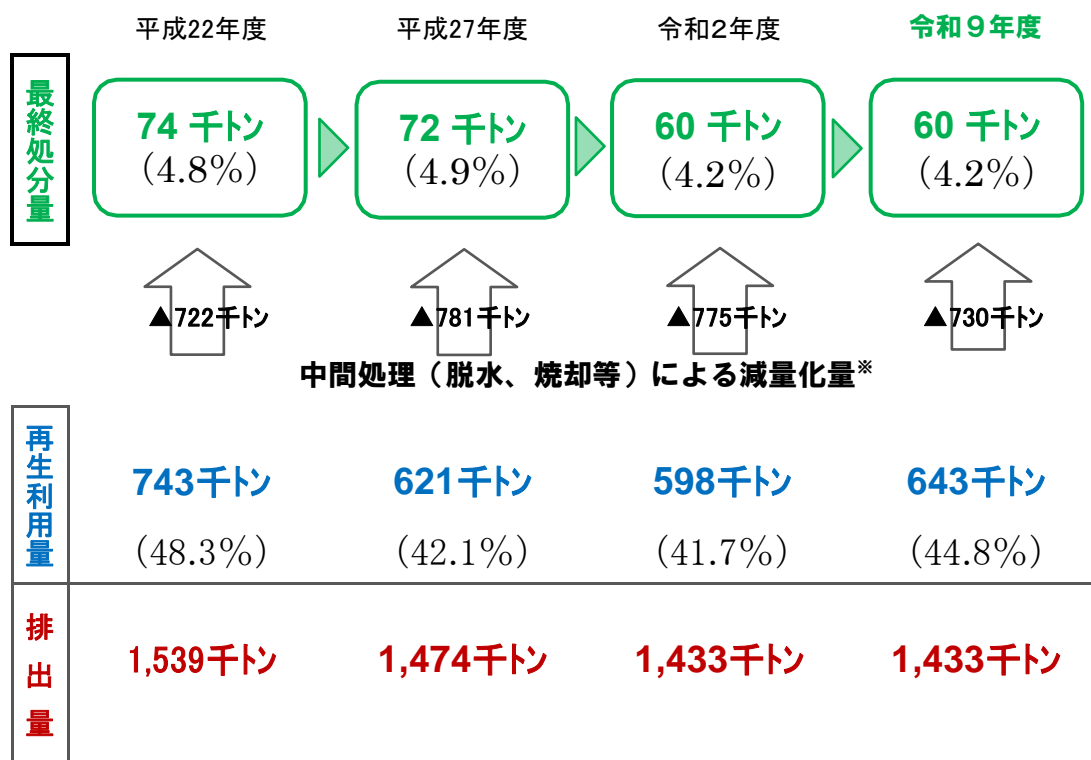 平成22年度 平成27年度 令和2年度 令和９年度
最終処分量
74 千トン 72 千トン 60 千トン 60 千トン
(4.8%) (4.9%) (4.2%) (4.2%)
▲722千トン ▲781千トン ▲775千トン ▲730千トン
中間処理（脱水、焼却等）による減量化量※
再生利用量
743千トン 621千トン 598千トン 643千トン
(48.3%) (42.1%) (41.7%) (44.8%)
排出量
1,539千トン 1,474千トン 1,433千トン 1,433千トン